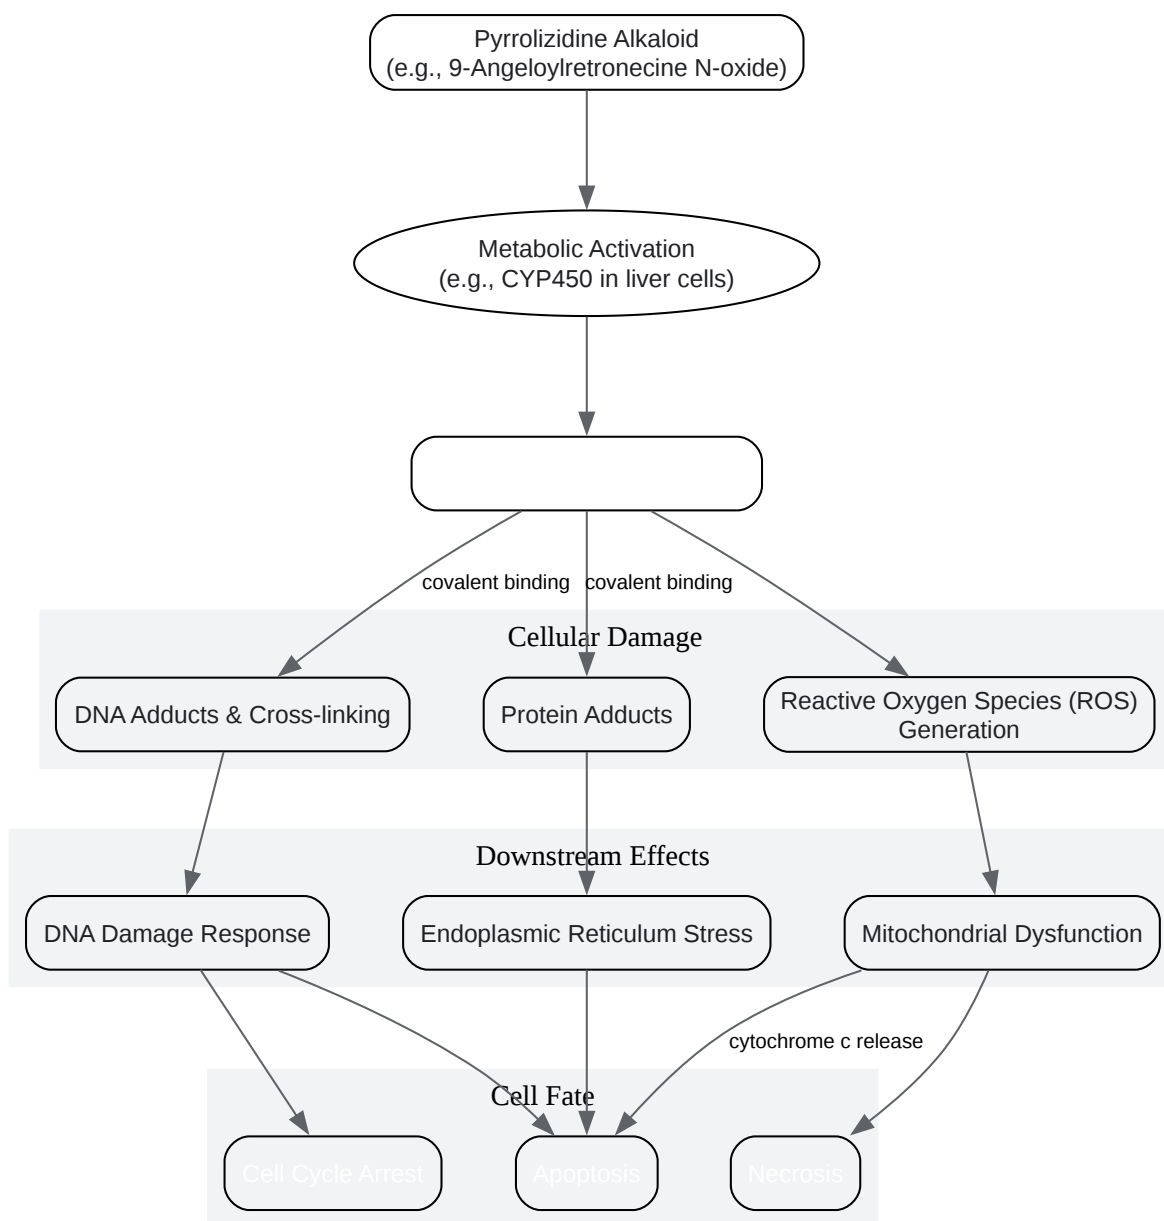 Pyrrolizidine Alkaloid
(e.g., 9-Angeloylretronecine N-oxide)
Metabolic Activation
(e.g., CYP450 in liver cells)
covalent binding
covalent binding
Cellular Damage
DNA Adducts & Cross-linking
Protein Adducts
Reactive Oxygen Species (ROS)
Generation
Downstream Effects
DNA Damage Response
Endoplasmic Reticulum Stress
Mitochondrial Dysfunction
cytochrome c release
Cell Fate
Cell Cycle Arrest
Apoptosis
Necrosis